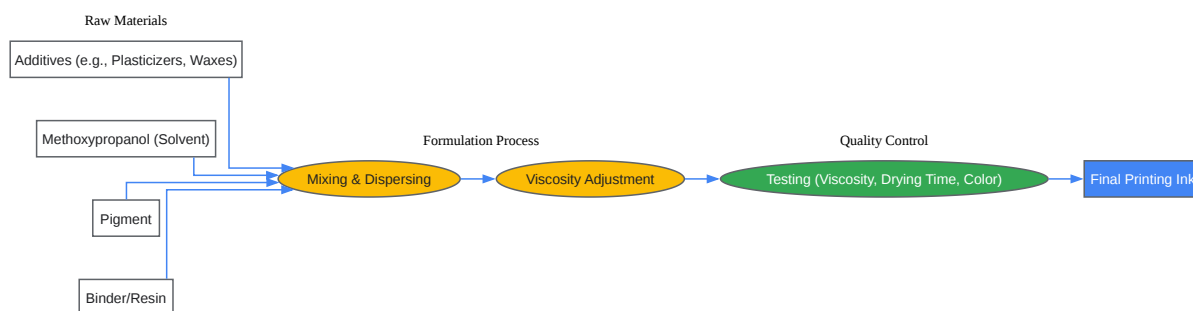 Raw Materials
Additives (e.g., Plasticizers, Waxes)
Methoxypropanol (Solvent)
Pigment
Binder/Resin
Formulation Process
Mixing & Dispersing
Viscosity Adjustment
Quality Control
Testing (Viscosity, Drying Time, Color)
Final Printing Ink